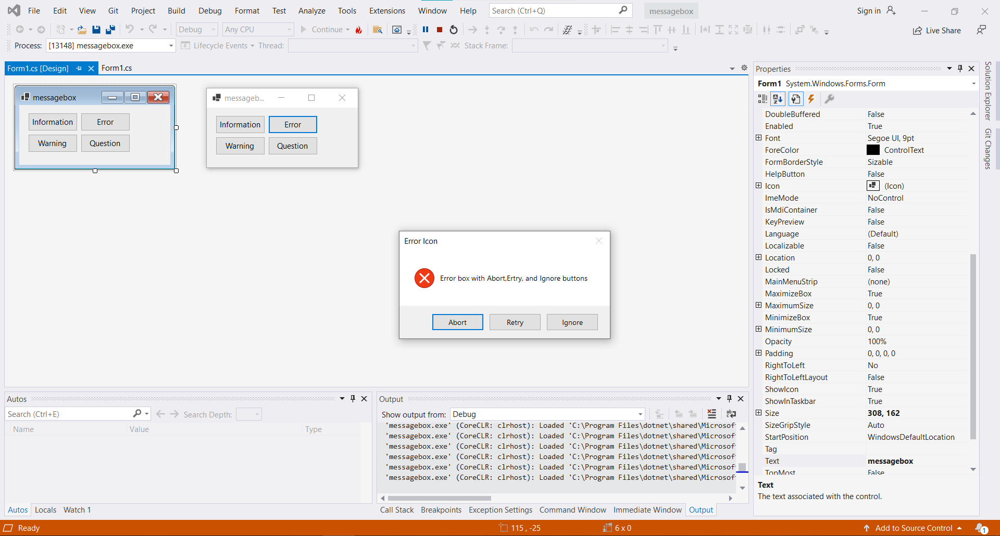 File Edit View Git Project Build Debug Format Test Analyze Tools Extensions Window Help Search (Ctrl+Q) messagebox Sign in
Debug Any CPU Continue Live Share
Process: [13148] messagebox.exe Lifecycle Events Thread: Stack Frame:
Form1.cs [Design] Form1.cs
messagebox
Information Error
Warning Question
messageb...
Information Error
Warning Question
Error Icon
Error box with Abort,Ertry, and Ignore buttons
Abort Retry Ignore
Properties
Form1 System.Windows.Forms.Form
DoubleBuffered False
Enabled True
Font Segoe UI, 9pt
ForeColor ControlText
FormBorderStyle Sizable
HelpButton False
Icon (Icon)
ImeMode NoControl
IsMdiContainer False
KeyPreview False
Language (Default)
Localizable False
Location 0, 0
Locked False
MainMenuStrip (none)
MaximizeBox True
MaximumSize 0, 0
MinimizeBox True
MinimumSize 0, 0
Opacity 100%
Padding 0, 0, 0, 0
RightToLeft No
RightToLeftLayout False
ShowIcon True
ShowInTaskbar True
Size 308, 162
SizeGripStyle Auto
StartPosition WindowsDefaultLocation
Tag
Text messagebox
TopMost False
Text
The text associated with the control.
Solution Explorer
Git Changes
Autos
Search (Ctrl+E) Search Depth:
Name Value Type
Autos Locals Watch 1
Output
Show output from: Debug
'messagebox.exe' (CoreCLR: clrhost): Loaded 'C:\Program Files\dotnet\shared\Microsof
'messagebox.exe' (CoreCLR: clrhost): Loaded 'C:\Program Files\dotnet\shared\Microsof
'messagebox.exe' (CoreCLR: clrhost): Loaded 'C:\Program Files\dotnet\shared\Microsof
'messagebox.exe' (CoreCLR: clrhost): Loaded 'C:\Program Files\dotnet\shared\Microsof
'messagebox.exe' (CoreCLR: clrhost): Loaded 'C:\Program Files\dotnet\shared\Microsof
'messagebox.exe' (CoreCLR: clrhost): Loaded 'C:\Program Files\dotnet\shared\Microsof
Call Stack Breakpoints Exception Settings Command Window Immediate Window Output
Ready 115 , -25 6 x 0 Add to Source Control 1